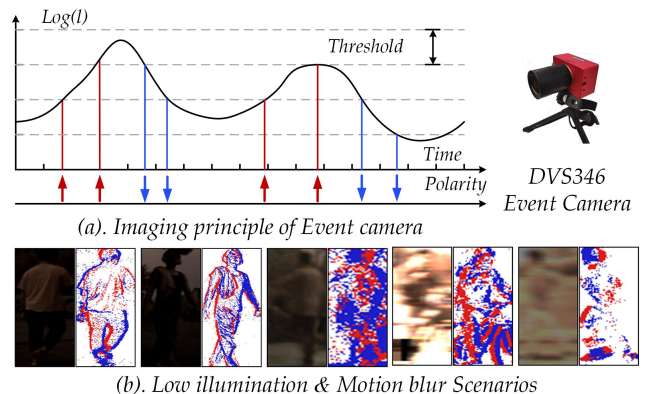 Log(I)
Threshold
Time
Polarity
DVS346
Event Camera
(a). Imaging principle of Event camera
(b). Low illumination & Motion blur Scenarios